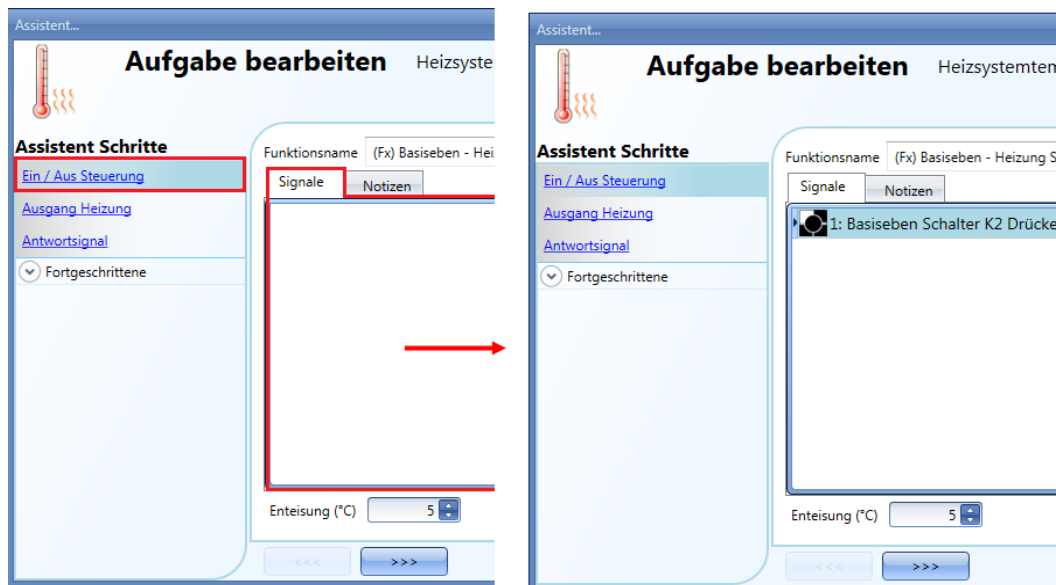 Assistent...
Aufgabe bearbeiten Heizsyste
Assistent Schritte
Ein / Aus Steuerung
Ausgang Heizung
Antwortsignal
Fortgeschrittene
Funktionsname (Fx) Basiseben - Hei
Signale Notizen
Enteisung (°C) 5
<<< >>>
Assistent...
Aufgabe bearbeiten Heizsystemtem
Assistent Schritte
Ein / Aus Steuerung
Ausgang Heizung
Antwortsignal
Fortgeschrittene
Funktionsname (Fx) Basiseben - Heizung S
Signale Notizen
1: Basiseben Schalter K2 Drücke
Enteisung (°C) 5
<<< >>>